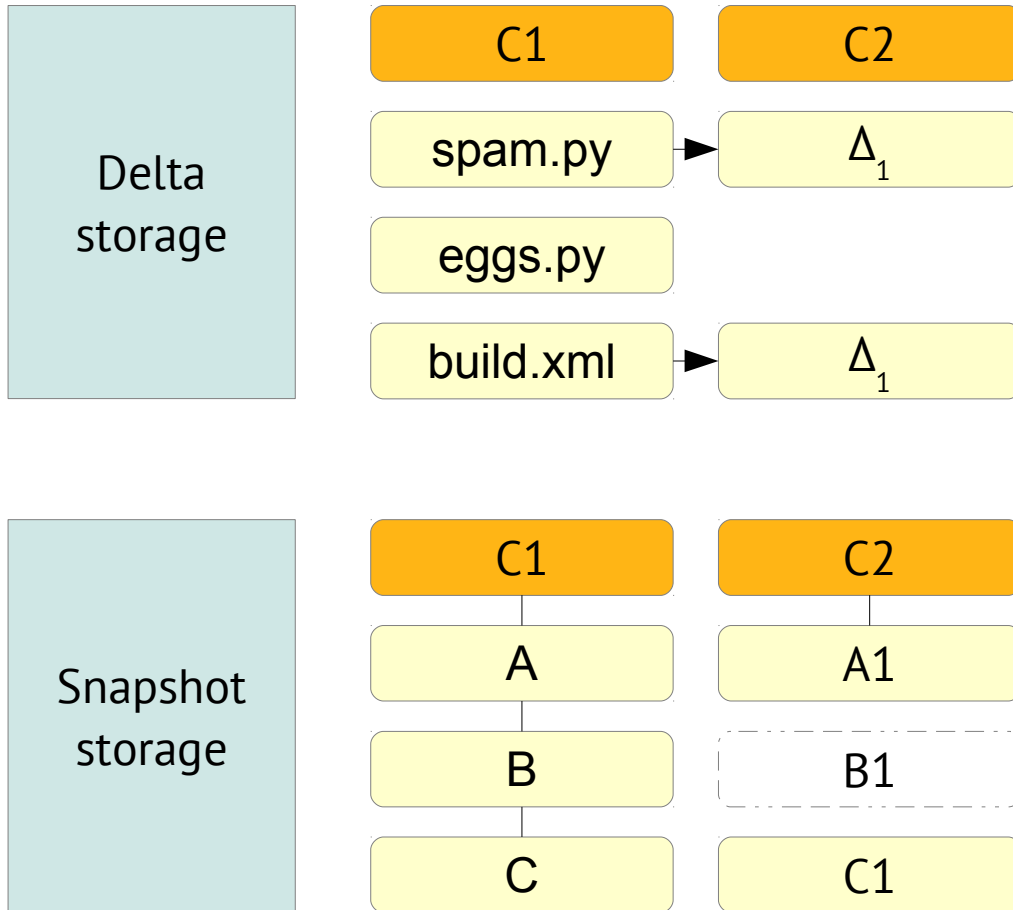 Delta
storage
C1
C2
spam.py
Δ1
eggs.py
build.xml
Δ1
Snapshot
storage
C1
C2
A
A1
B
B1
C
C1